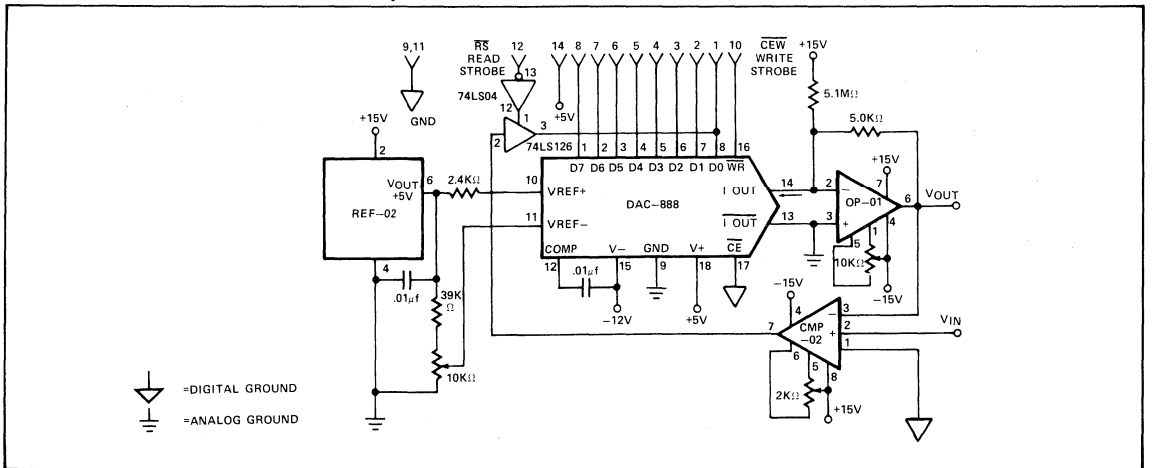 9,11
RS
READ
STROBE
12
14 8 7 6 5 4 3 2 1 10
CEW
WRITE
STROBE
+15V
13
74LS04
12
1
+5V
5.1MΩ
GND
+15V
2
3
74LS126
5.0KΩ
1 2 3 4 5 6 7 8 16
D7 D6 D5 D4 D3 D2 D1 D0 WR
+15V
2
VOUT
+5V
6
2.4KΩ
10
VREF+
I OUT
14
2
−
7
OP-01
6
VOUT
REF-02
DAC-888
11
VREF−
I OUT
13
3
+
1
4
5
10KΩ
−15V
4
COMP
V−
GND
V+
CE
12
15
9
18
17
.01μf
.01μf
39K
Ω
−12V
+5V
10KΩ
−15V
4
3
−
7
CMP
-02
+
2
VIN
1
6
5
8
2KΩ
+15V
=DIGITAL GROUND
=ANALOG GROUND